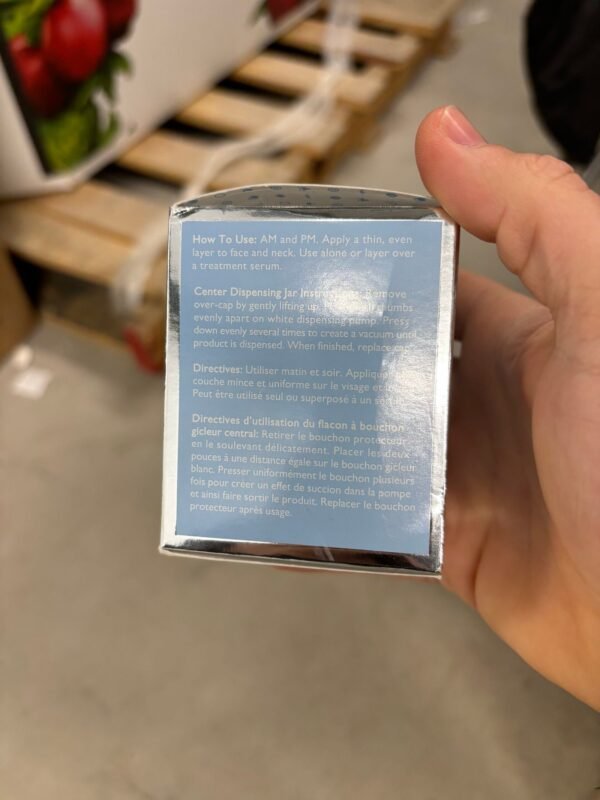 How To Use: AM and PM. Apply a thin, even
layer to face and neck. Use alone or layer over
a treatment serum.
Center Dispensing Jar Instructions: Remove
over-cap by gently lifting up. thumbs
evenly apart on white dispensing pump. Press
down evenly several times to create a vacuum until
product is dispensed. When finished, replace cap.
Directives: Utiliser matin et soir. Appliquer
couche mince et uniforme sur le visage et
Peut être utilisé seul ou superposé à un sérum.
Directives d'utilisation du flacon à bouchon
gicleur central: Retirer le bouchon protecteur
en le soulevant délicatement. Placer les deux
pouces à une distance égale sur le bouchon gicleur
blanc. Presser uniformément le bouchon plusieurs
fois pour créer un effet de succion dans la pompe
et ainsi faire sortir le produit. Replacer le bouchon
protecteur après usage.